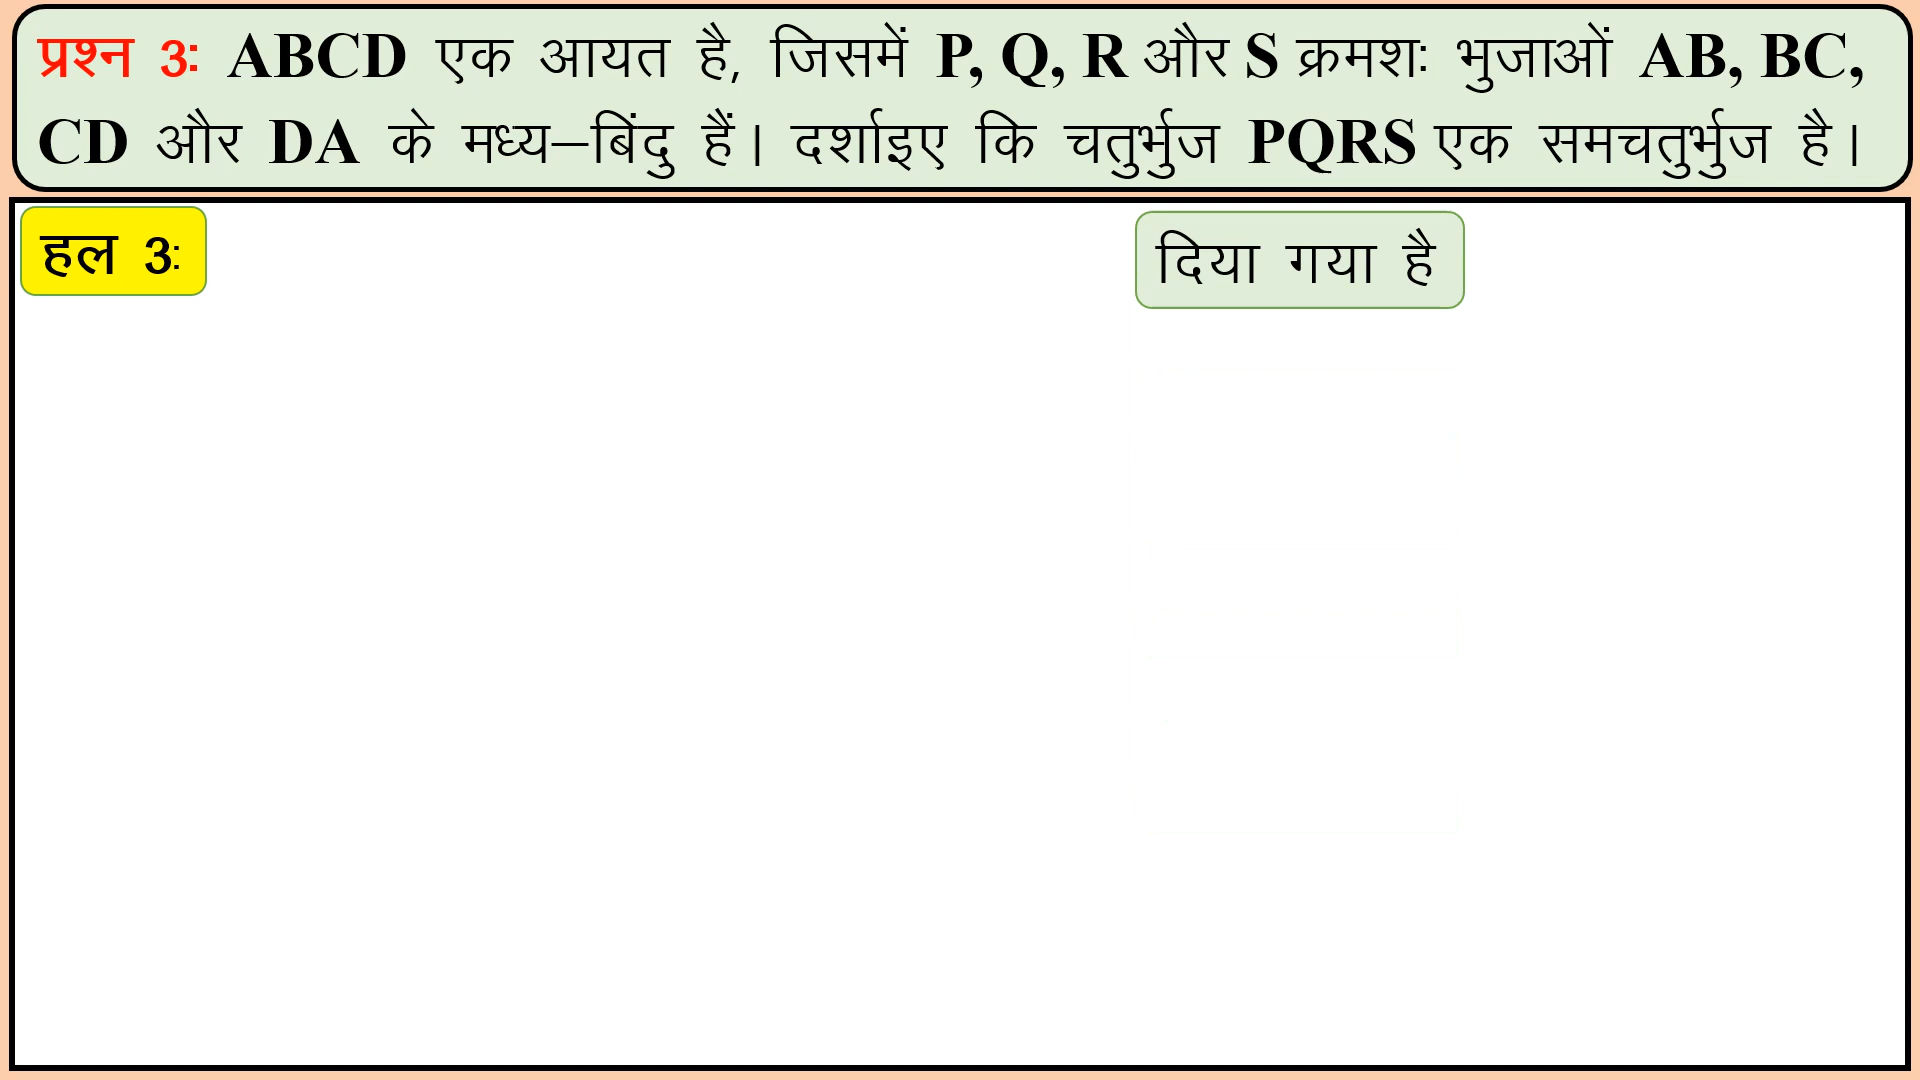 प्रश्न 3: ABCD एक आयत है, जिसमें P, Q, R और S क्रमशः भुजाओं AB, BC,
CD और DA के मध्य–बिंदु हैं। दर्शाइए कि चतुर्भुज PQRS एक समचतुर्भुज है।
हल 3:
दिया गया है